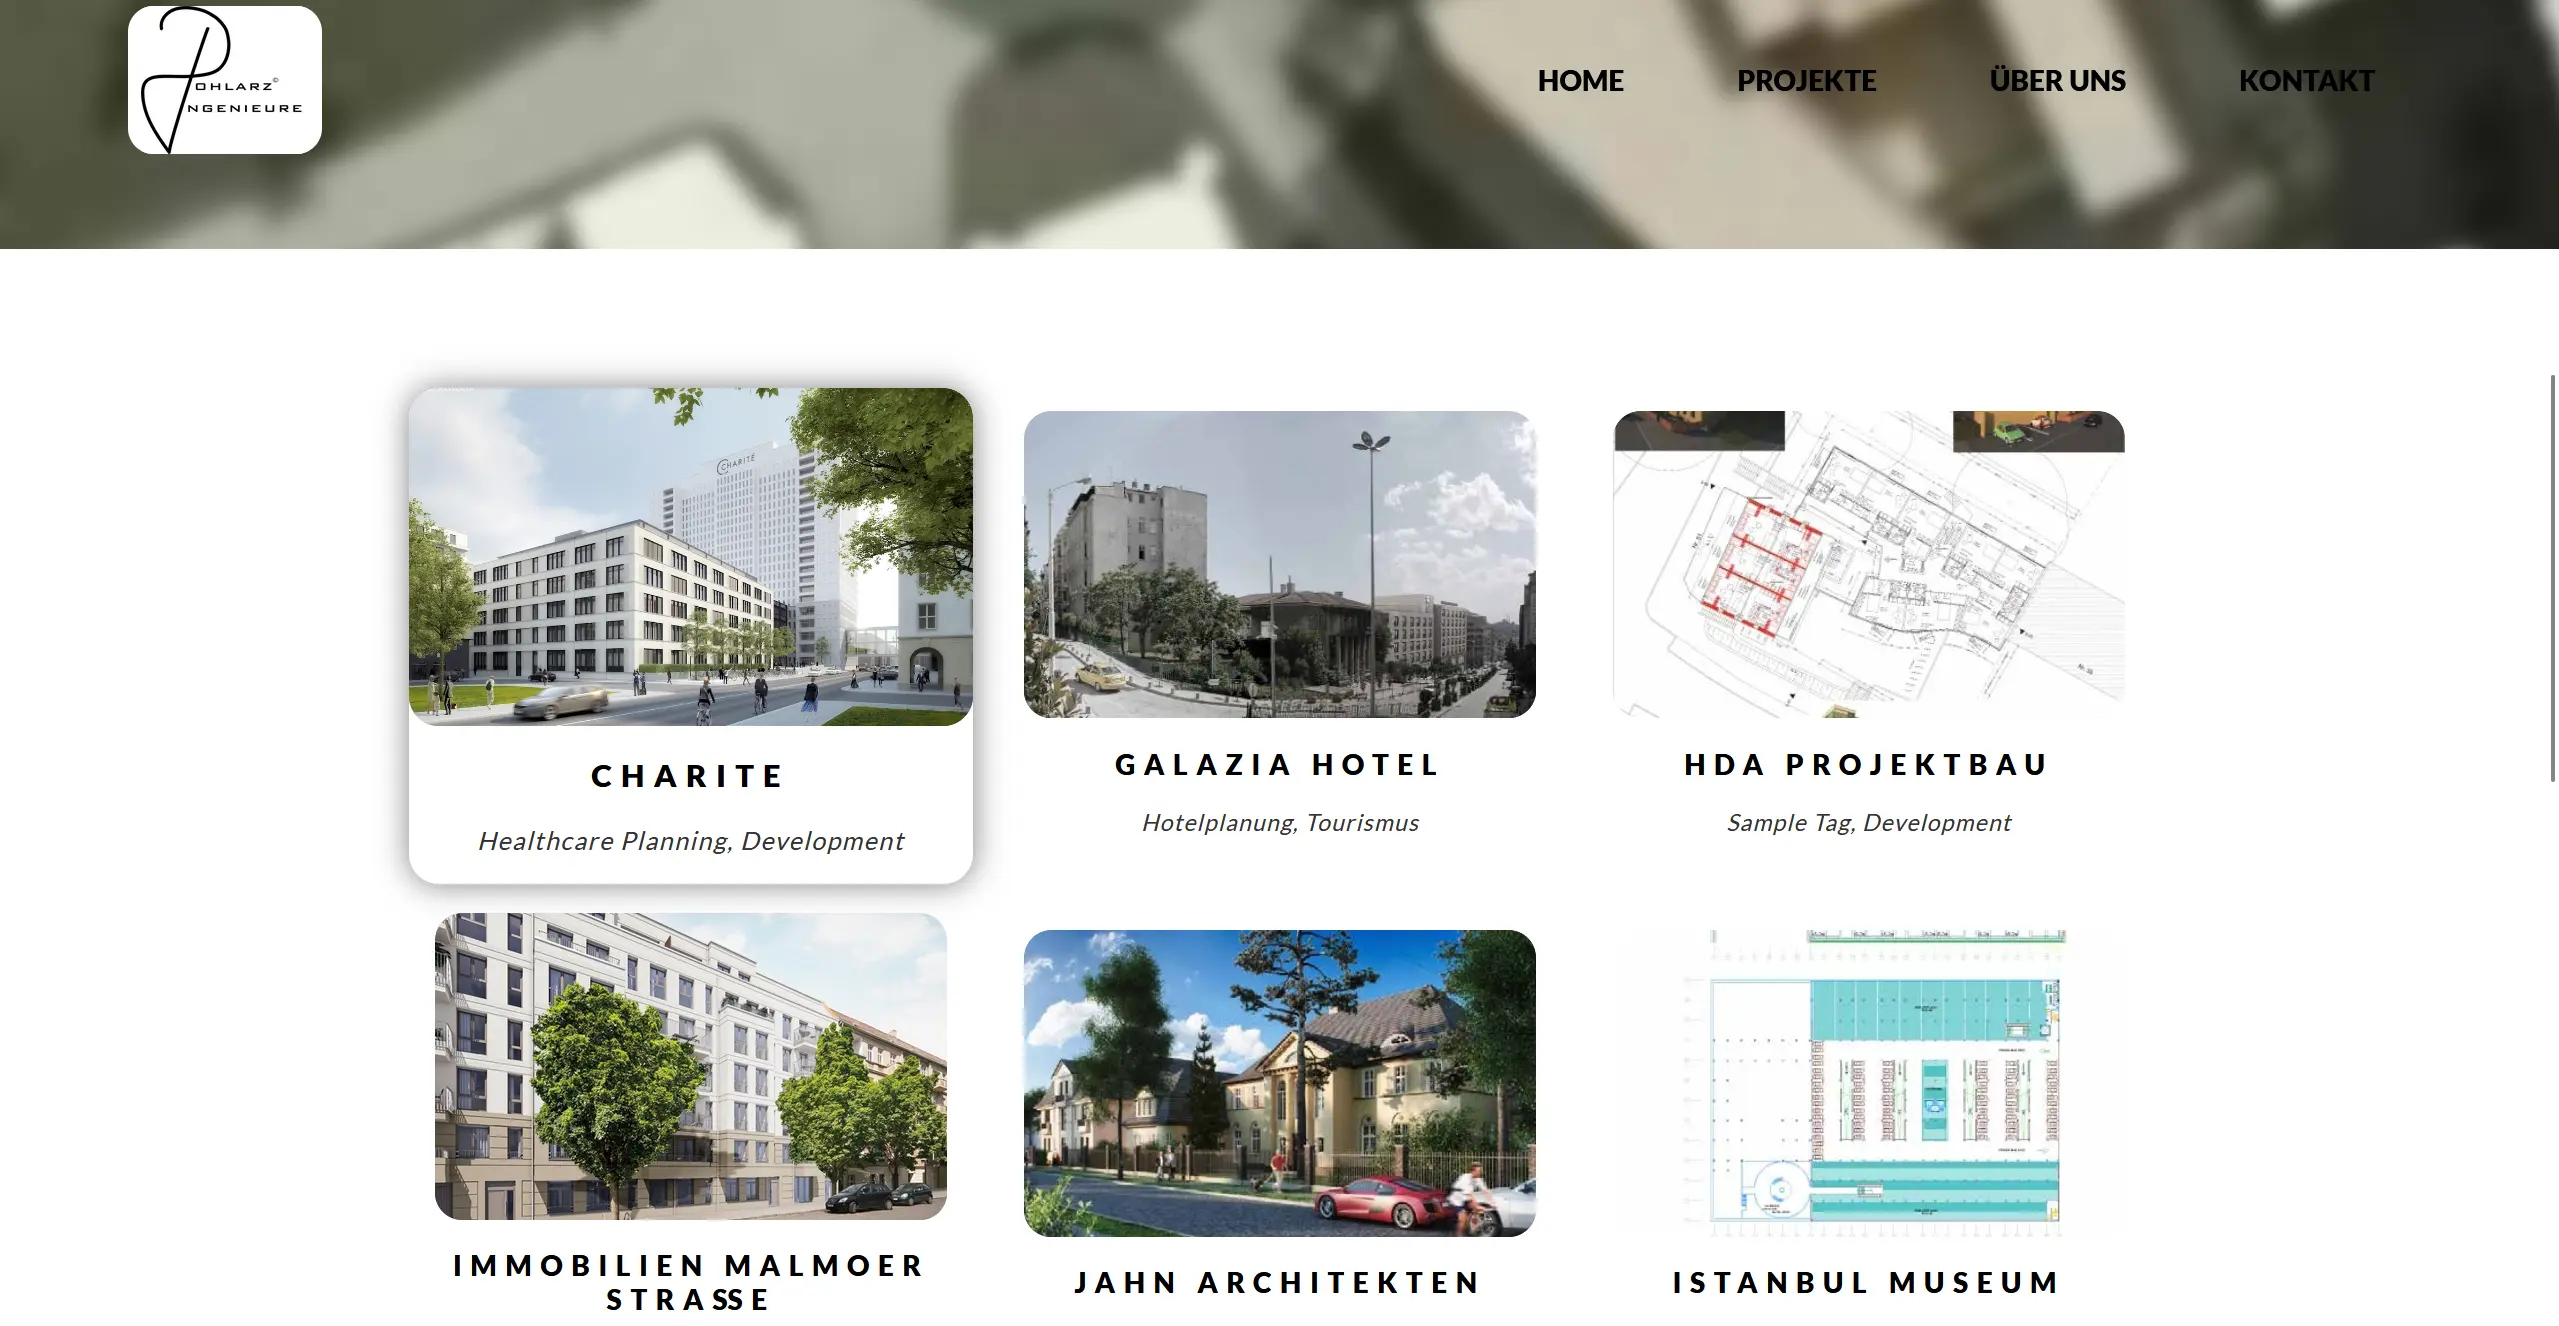 OHLARZ©
NGENIEURE
HOME
PROJEKTE
ÜBER UNS
KONTAKT
CHARITÉ
CHARITE
Healthcare Planning, Development
GALAZIA HOTEL
Hotelplanung, Tourismus
HDA PROJEKTBAU
Sample Tag, Development
IMMOBILIEN MALMOER
STRASSE
JAHN ARCHITEKTEN
ISTANBUL MUSEUM